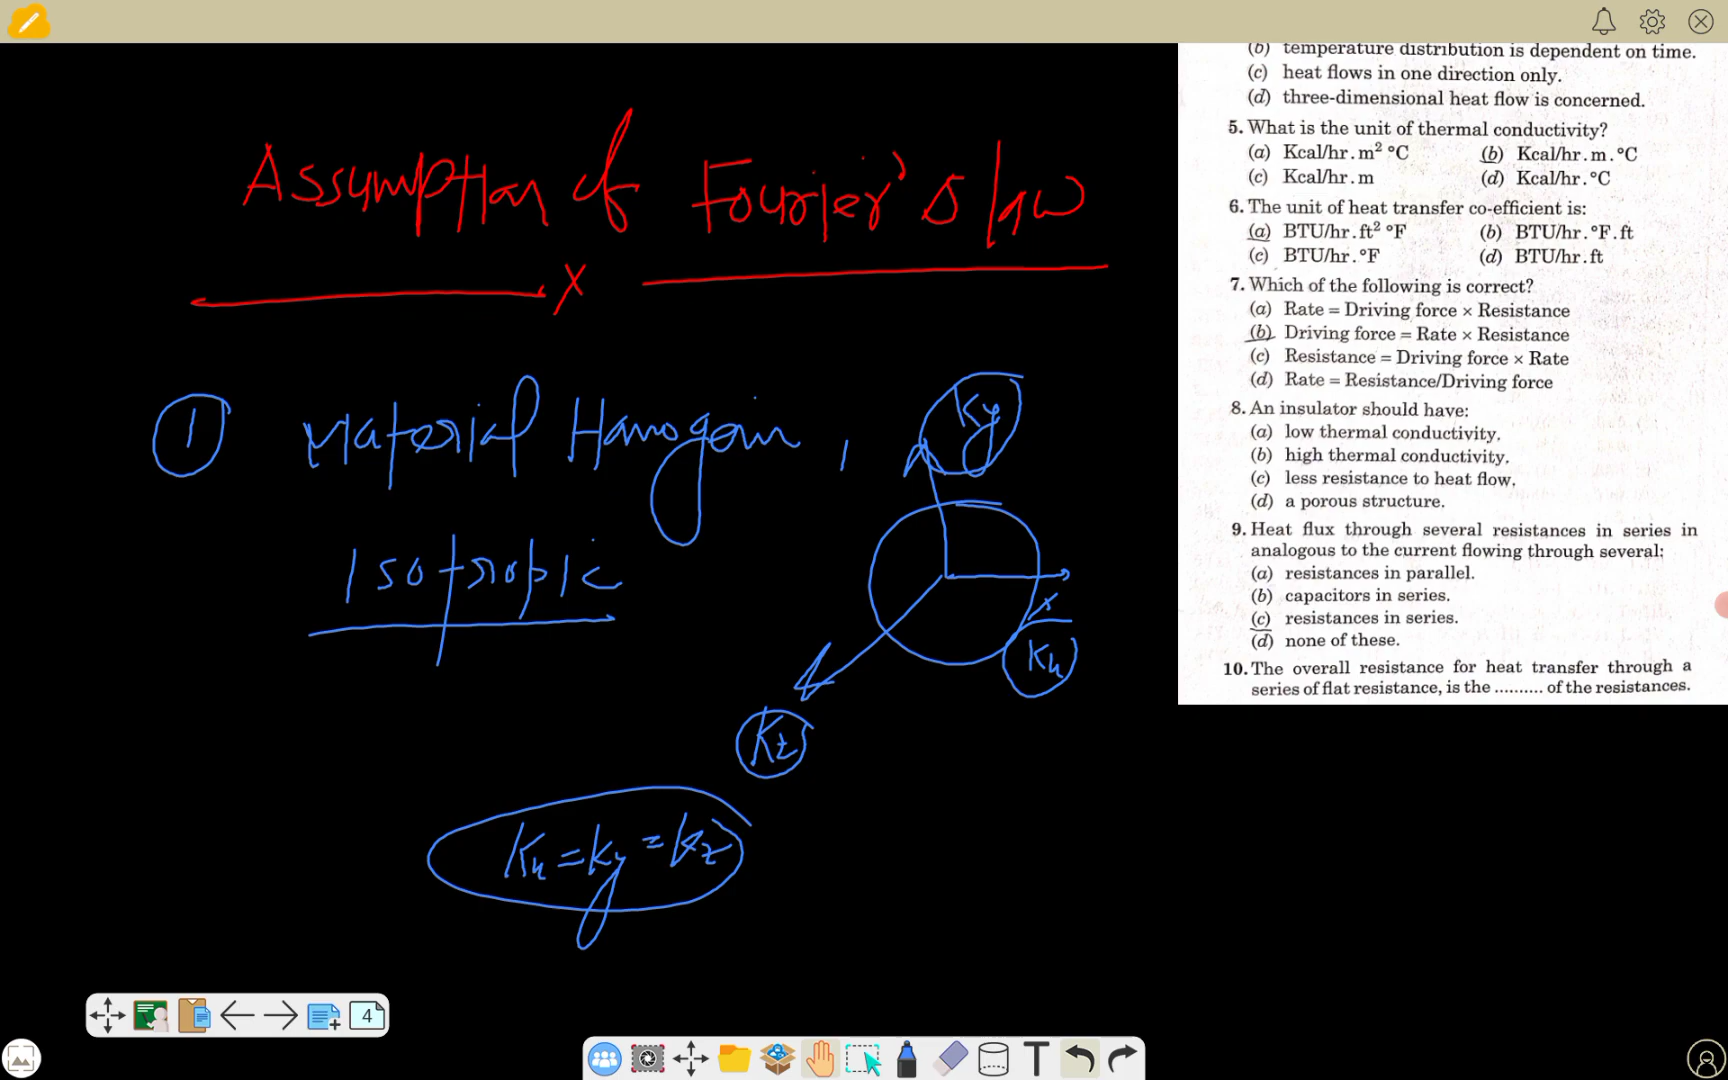 Assumption of Fourier's law
x
1 Material Homogein,
Isotropic
Ky
x
Kx
Kz
Kx = Ky = Kz
4
(b) temperature distribution is dependent on time.
(c) heat flows in one direction only.
(d) three-dimensional heat flow is concerned.
5. What is the unit of thermal conductivity?
(a) Kcal/hr.m² °C (b) Kcal/hr.m.°C
(c) Kcal/hr.m (d) Kcal/hr.°C
6. The unit of heat transfer co-efficient is:
(a) BTU/hr.ft² °F (b) BTU/hr.°F.ft
(c) BTU/hr.°F (d) BTU/hr.ft
7. Which of the following is correct?
(a) Rate = Driving force × Resistance
(b) Driving force = Rate × Resistance
(c) Resistance = Driving force × Rate
(d) Rate = Resistance/Driving force
8. An insulator should have:
(a) low thermal conductivity.
(b) high thermal conductivity.
(c) less resistance to heat flow.
(d) a porous structure.
9. Heat flux through several resistances in series in
analogous to the current flowing through several:
(a) resistances in parallel.
(b) capacitors in series.
(c) resistances in series.
(d) none of these.
10. The overall resistance for heat transfer through a
series of flat resistance, is the .......... of the resistances.